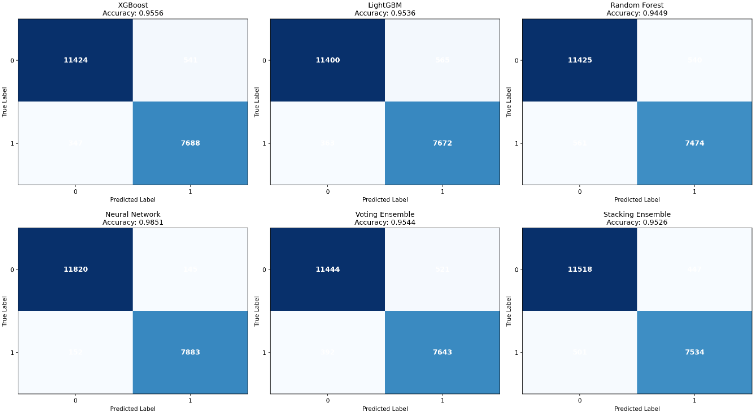 XGBoost
Accuracy: 0.9556
True Label
0
11424
1
7688
0
1
Predicted Label
LightGBM
Accuracy: 0.9536
True Label
0
11400
1
7672
0
1
Predicted Label
Random Forest
Accuracy: 0.9449
True Label
0
11425
1
7474
0
1
Predicted Label
Neural Network
Accuracy: 0.9851
True Label
0
11820
1
7883
0
1
Predicted Label
Voting Ensemble
Accuracy: 0.9544
True Label
0
11444
1
7643
0
1
Predicted Label
Stacking Ensemble
Accuracy: 0.9526
True Label
0
11518
1
7534
0
1
Predicted Label